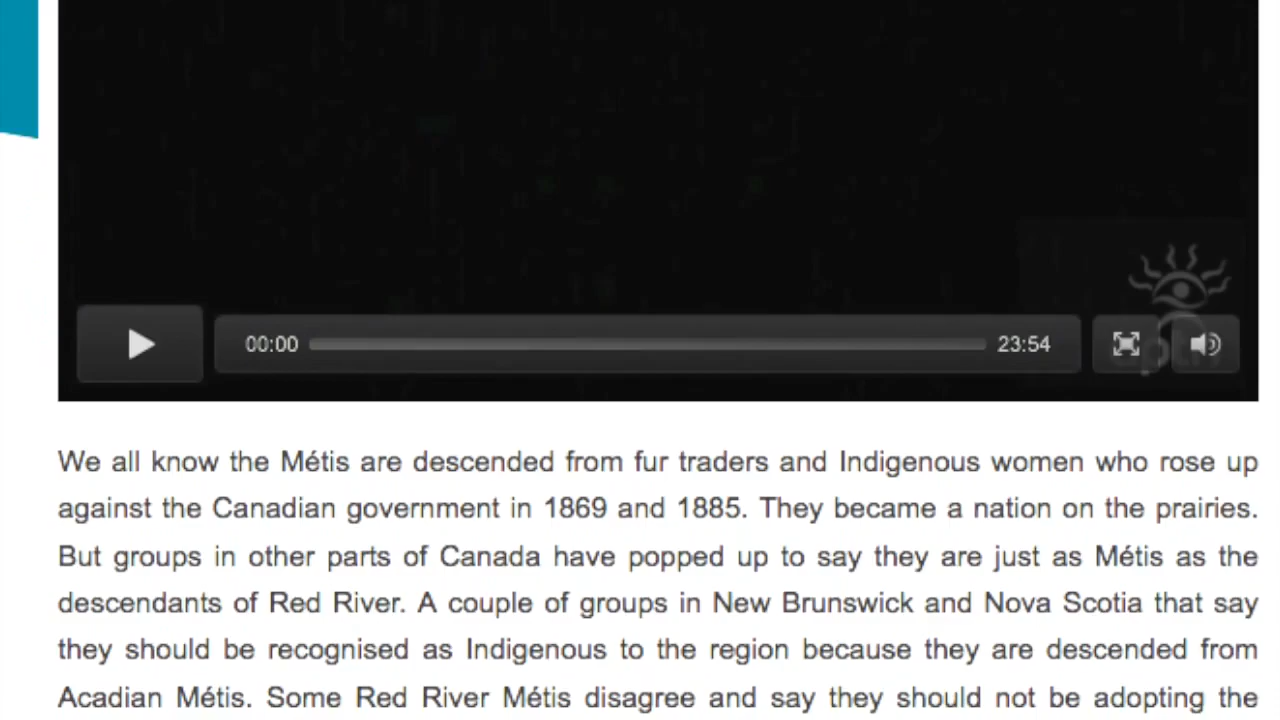 00:00 23:54
aptn
We all know the Métis are descended from fur traders and Indigenous women who rose up
against the Canadian government in 1869 and 1885. They became a nation on the prairies.
But groups in other parts of Canada have popped up to say they are just as Métis as the
descendants of Red River. A couple of groups in New Brunswick and Nova Scotia that say
they should be recognised as Indigenous to the region because they are descended from
Acadian Métis. Some Red River Métis disagree and say they should not be adopting the